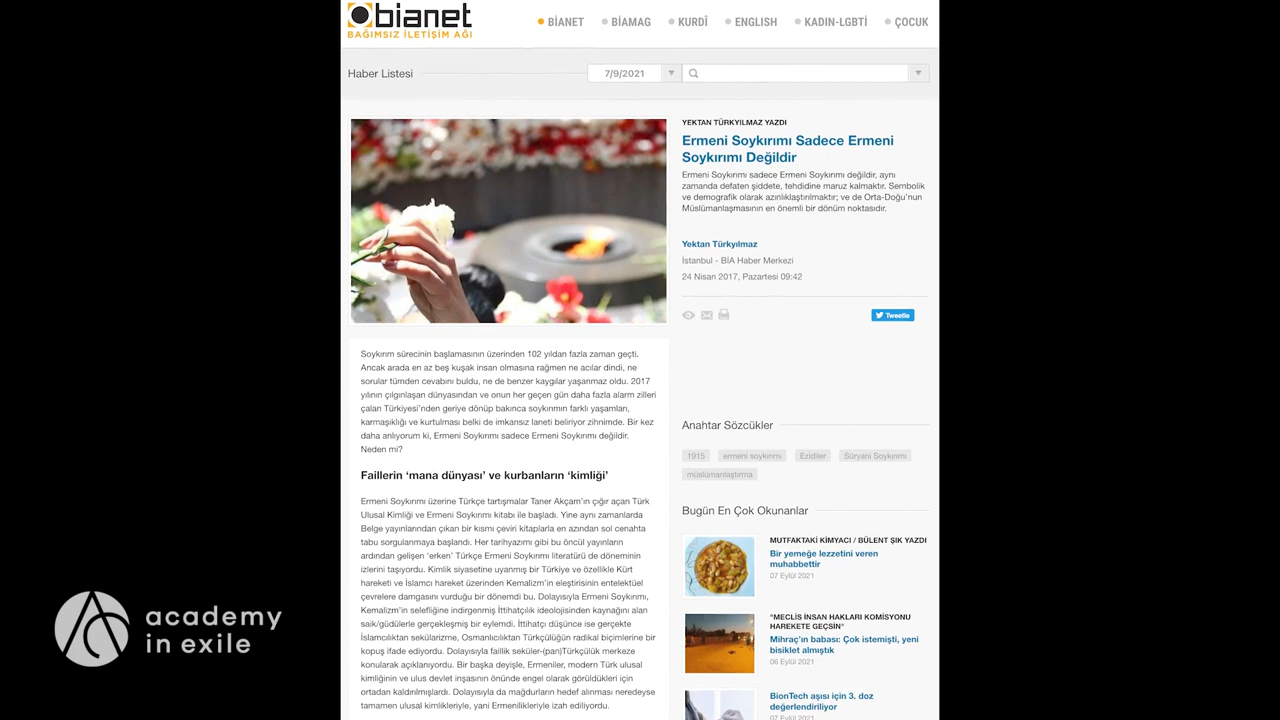 bianet
BAĞIMSIZ İLETİŞİM AĞI
BİANET
BİAMAG
KURDÎ
ENGLISH
KADIN-LGBTİ
ÇOCUK
Haber Listesi
7/9/2021
YEKTAN TÜRKYILMAZ YAZDI
Ermeni Soykırımı Sadece Ermeni
Soykırımı Değildir
Ermeni Soykırımı sadece Ermeni Soykırımı değildir, aynı
zamanda defaten şiddete, tehdidine maruz kalmaktır. Sembolik
ve demografik olarak azınlıklaştırılmaktır; ve de Orta-Doğu'nun
Müslümanlaşmasının en önemli bir dönüm noktasıdır.
Yektan Türkyılmaz
İstanbul - BİA Haber Merkezi
24 Nisan 2017, Pazartesi 09:42
Tweetle
Soykırım sürecinin başlamasının üzerinden 102 yıldan fazla zaman geçti.
Ancak arada en az beş kuşak insan olmasına rağmen ne acılar dindi, ne
sorular tümden cevabını buldu, ne de benzer kaygılar yaşanmaz oldu. 2017
yılının çılgınlaşan dünyasından ve onun her geçen gün daha fazla alarm zilleri
çalan Türkiyesi'nden geriye dönüp bakınca soykırımın farklı yaşamları,
karmaşıklığı ve kurtulması belki de imkansız laneti beliriyor zihnimde. Bir kez
daha anlıyorum ki, Ermeni Soykırımı sadece Ermeni Soykırımı değildir.
Neden mi?
Faillerin 'mana dünyası' ve kurbanların 'kimliği'
Ermeni Soykırımı üzerine Türkçe tartışmalar Taner Akçam'ın çığır açan Türk
Ulusal Kimliği ve Ermeni Soykırımı kitabı ile başladı. Yine aynı zamanlarda
Belge yayınlarından çıkan bir kısmı çeviri kitaplarla en azından sol cenahta
tabu sorgulanmaya başlandı. Her tarihyazımı gibi bu öncül yayınların
ardından gelişen 'erken' Türkçe Ermeni Soykırımı literatürü de döneminin
izlerini taşıyordu. Kimlik siyasetine uyanmış bir Türkiye ve özellikle Kürt
hareketi ve İslamcı hareket üzerinden Kemalizm'in eleştirisinin entelektüel
çevrelere damgasını vurduğu bir dönemdi bu. Dolayısıyla Ermeni Soykırımı,
Kemalizm'in selefliğine indirgenmiş İttihatçılık ideolojisinden kaynağını alan
saik/güdülerle gerçekleşmiş bir eylemdi. İttihatçı düşünce ise gerçekte
İslamcılıktan sekülarizme, Osmanlıcılıktan Türkçülüğün radikal biçimlerine bir
kopuş ifade ediyordu. Dolayısıyla faillik seküler-(pan)Türkçülük merkeze
konularak açıklanıyordu. Bir başka deyişle, Ermeniler, modern Türk ulusal
kimliğinin ve ulus devlet inşasının önünde engel olarak görüldükleri için
ortadan kaldırılmışlardı. Dolayısıyla da mağdurların hedef alınması neredeyse
tamamen ulusal kimlikleriyle, yani Ermenilikleriyle izah ediliyordu.
Anahtar Sözcükler
1915
ermeni soykırımı
Ezidiler
Süryani Soykırımı
müslümanlaştırma
Bugün En Çok Okunanlar
MUTFAKTAKİ KİMYACI / BÜLENT ŞIK YAZDI
Bir yemeğe lezzetini veren
muhabbettir
07 Eylül 2021
"MECLİS İNSAN HAKLARI KOMİSYONU
HAREKETE GEÇSİN"
Mihraç'ın babası: Çok istemişti, yeni
bisiklet almıştık
06 Eylül 2021
BionTech aşısı için 3. doz
değerlendiriliyor
07 Eylül 2021
academy
in exile